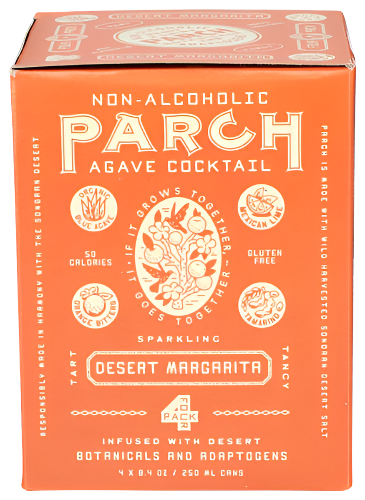 DESERT MARGARITA
NON-ALCOHOLIC
PARCH
AGAVE COCKTAIL
ORGANIC
BLUE AGAVE
IF IT GROWS TOGETHER,
IT GOES TOGETHER
MEXICAN LIME
50
CALORIES
GLUTEN
FREE
ORANGE BITTERS
TAMARIND
RESPONSIBLY MADE IN HARMONY WITH THE SONORAN DESERT
PARCH IS MADE WITH WILD HARVESTED SONORAN DESERT SALT
SPARKLING
TART
DESERT MARGARITA
TANGY
4
FOUR
PACK
INFUSED WITH DESERT
BOTANICALS AND ADAPTOGENS
4 X 8.4 OZ / 250 ML CANS